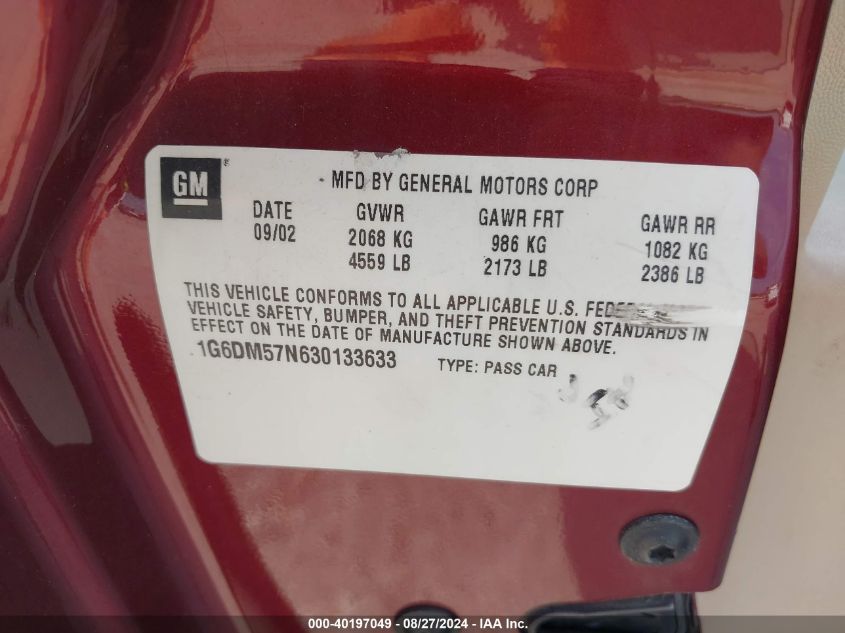 GM
MFD BY GENERAL MOTORS CORP
DATE GVWR GAWR FRT GAWR RR
09/02 2068 KG 986 KG 1082 KG
4559 LB 2173 LB 2386 LB
THIS VEHICLE CONFORMS TO ALL APPLICABLE U.S.
VEHICLE SAFETY, BUMPER, AND THEFT PREVENTION STANDARDS IN
EFFECT ON THE DATE OF MANUFACTURE SHOWN ABOVE.
1G6DM57N630133633 TYPE: PASS CAR
000-40197049 - 08/27/2024 - IAA Inc.